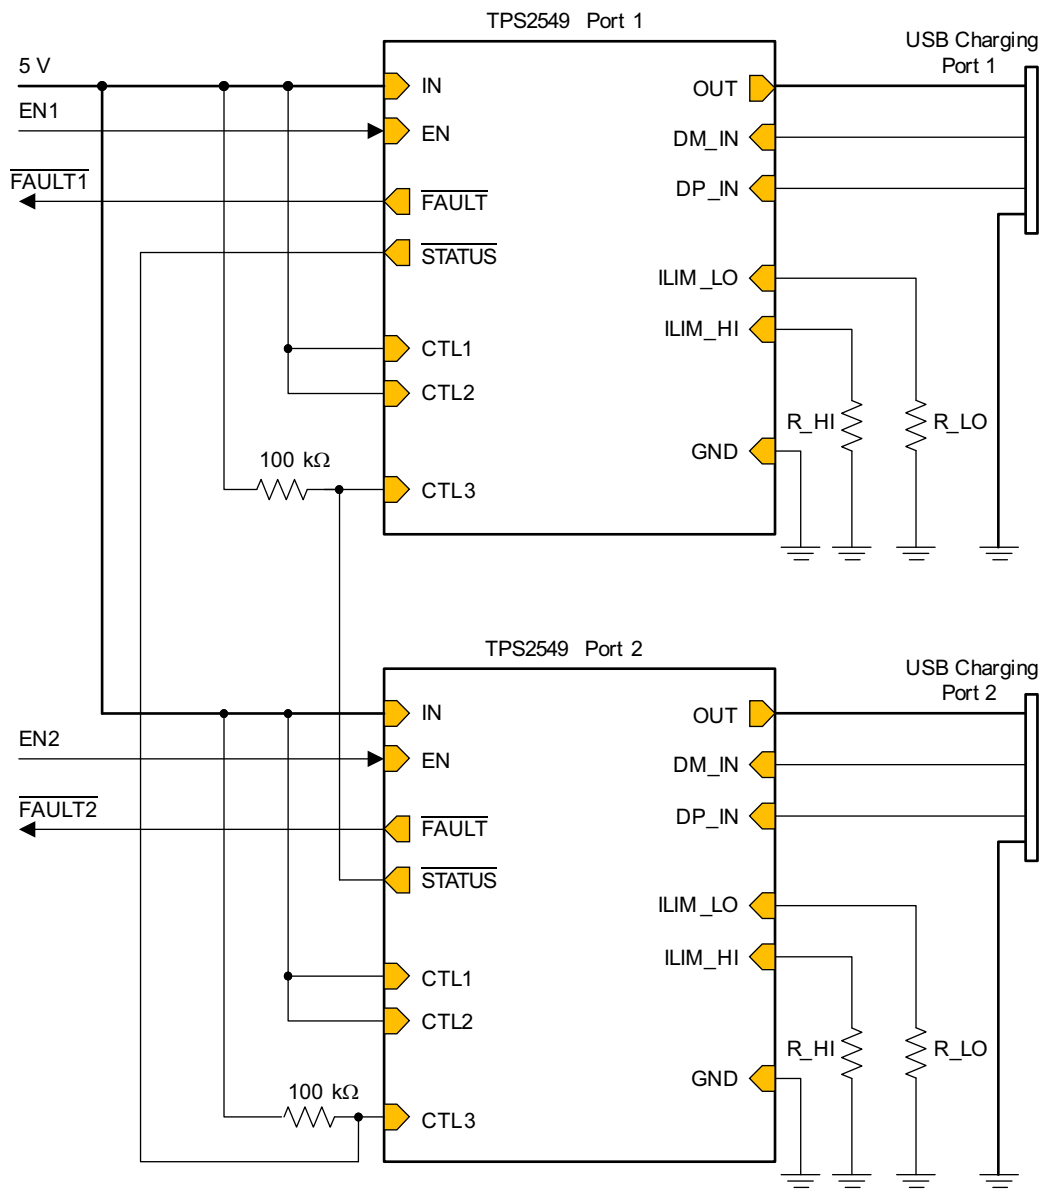 TPS2549 Port 1
USB Charging
Port 1
5 V
IN
OUT
EN1
EN
DM_IN
FAULT1
FAULT
DP_IN
STATUS
ILIM_LO
ILIM_HI
CTL1
CTL2
R_HI
R_LO
GND
100 kΩ
CTL3
TPS2549 Port 2
USB Charging
Port 2
IN
OUT
EN2
EN
DM_IN
FAULT2
FAULT
DP_IN
STATUS
ILIM_LO
ILIM_HI
CTL1
CTL2
R_HI
R_LO
GND
100 kΩ
CTL3